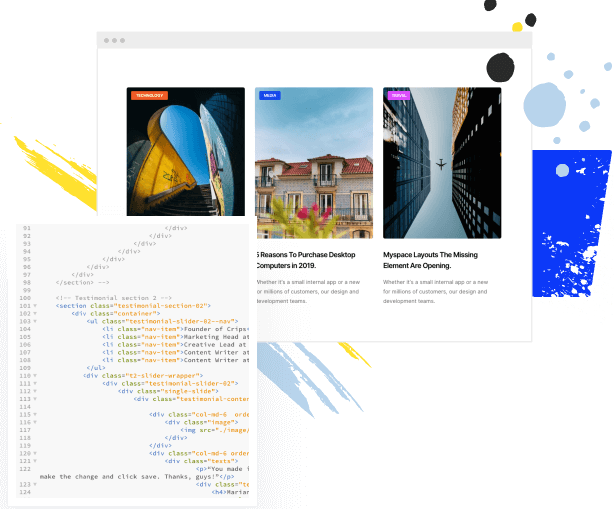 TECHNOLOGY
MEDIA
TRAVEL
5 Reasons To Purchase Desktop
Computers in 2019.
Whether it's a small internal app or a new
for millions of customers, our design and
development teams.
Myspace Layouts The Missing
Element Are Opening.
Whether it's a small internal app or a new
for millions of customers, our design and
development teams.
91 </div>
92 </div>
93 </div>
94 </div>
95 </div>
96 </div>
97 </div>
98 </section> -->
99
100 <!-- Testimonial section 2 -->
101 <section class="testimonial-section-02">
102 <div class="container">
103 <ul class="testimonial-slider-02--nav">
104 <li class="nav-item">Founder of Crips<
105 <li class="nav-item">Marketing Head at
106 <li class="nav-item">Creative Lead at
107 <li class="nav-item">Content Writer at
108 <li class="nav-item">Content Writer at
109 </ul>
110 <div class="t2-slider-wrapper">
111 <div class="testimonial-slider-02">
112 <div class="single-slide">
113 <div class="testimonial-conten
114
115 <div class="col-md-6 orde
116 <div class="image">
117 <img src="./image/
118 </div>
119 </div>
120 <div class="col-md-6 orde
121 <div class="texts">
122 <p>"You made i
make the change and click save. Thanks, guys!"</p>
123 <div class="te
124 <h4>Marian